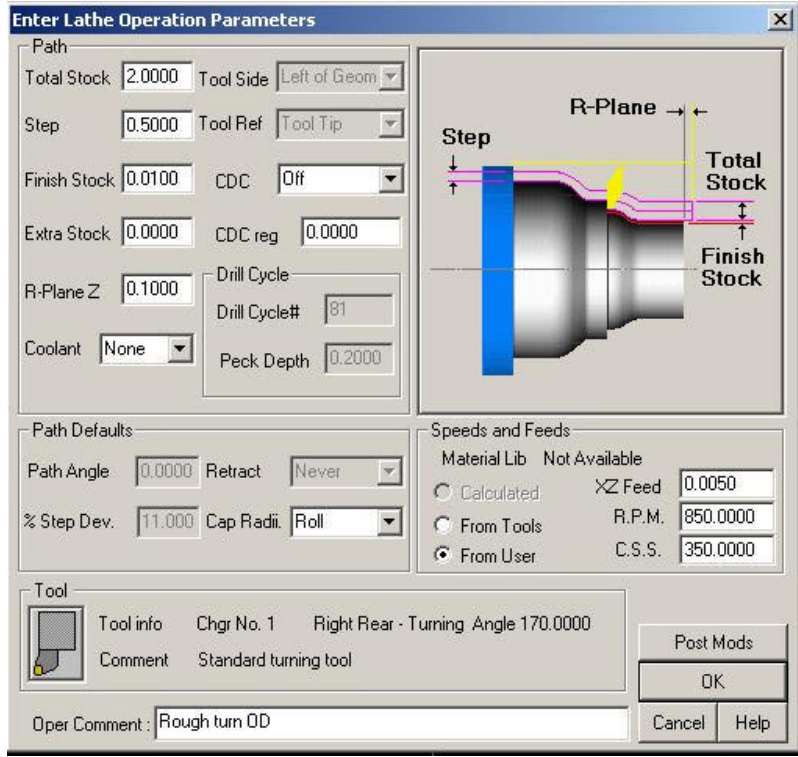 Enter Lathe Operation Parameters
Path
Total Stock 2.0000 Tool Side Left of Geom
Step 0.5000 Tool Ref Tool Tip
Finish Stock 0.0100 CDC Off
Extra Stock 0.0000 CDC reg 0.0000
R-Plane Z 0.1000
Drill Cycle
Drill Cycle# 81
Coolant None
Peck Depth 0.2000
R-Plane
Step
Total
Stock
Finish
Stock
Path Defaults
Path Angle 0.0000 Retract Never
% Step Dev. 11.000 Cap Radii. Roll
Speeds and Feeds
Material Lib Not Available
Calculated XZ Feed 0.0050
From Tools R.P.M. 850.0000
From User C.S.S. 350.0000
Tool
Tool info Chgr No. 1 Right Rear - Turning Angle 170.0000
Comment Standard turning tool
Post Mods
OK
Oper Comment : Rough turn OD
Cancel Help